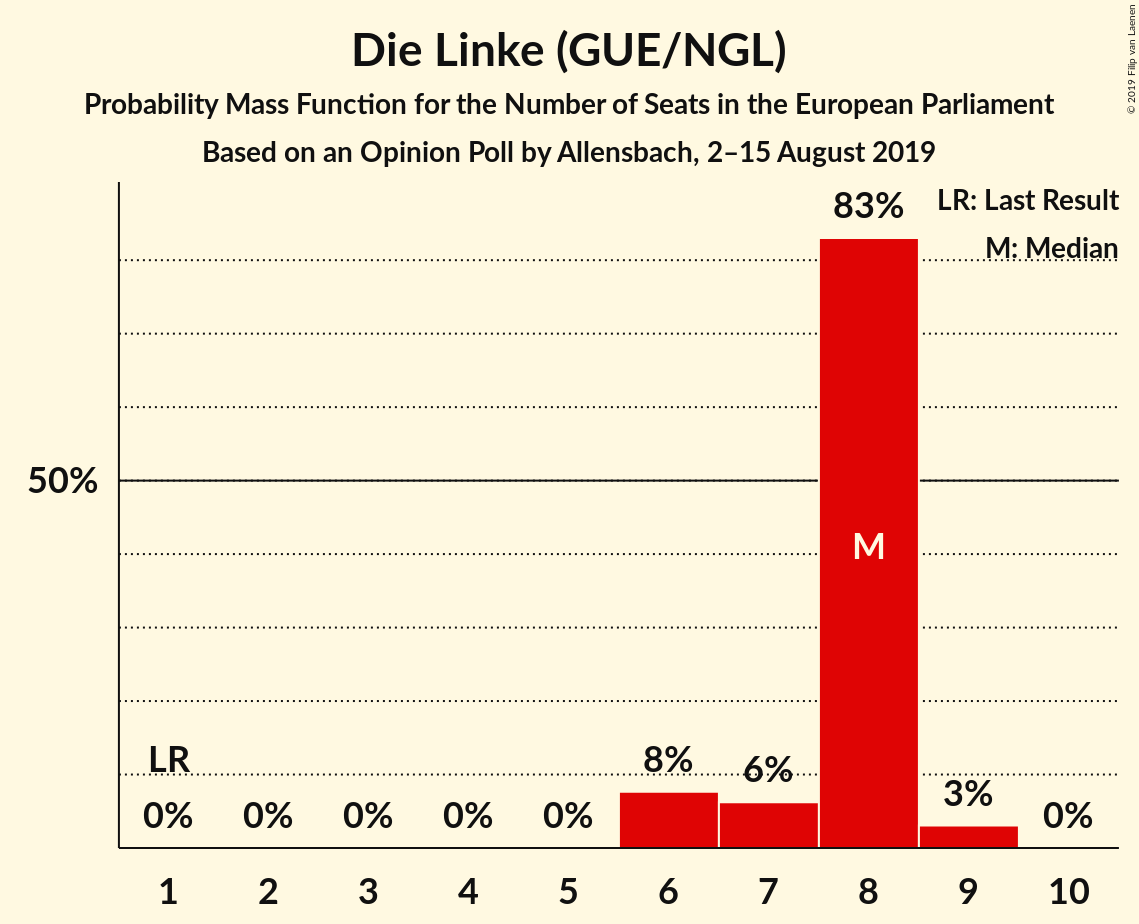 Die Linke (GUE/NGL)
Probability Mass Function for the Number of Seats in the European Parliament
Based on an Opinion Poll by Allensbach, 2–15 August 2019
© 2019 Filip van Laenen
LR: Last Result
M: Median
83%
50%
M
LR
0%
0%
0%
0%
0%
8%
6%
3%
0%
1
2
3
4
5
6
7
8
9
10